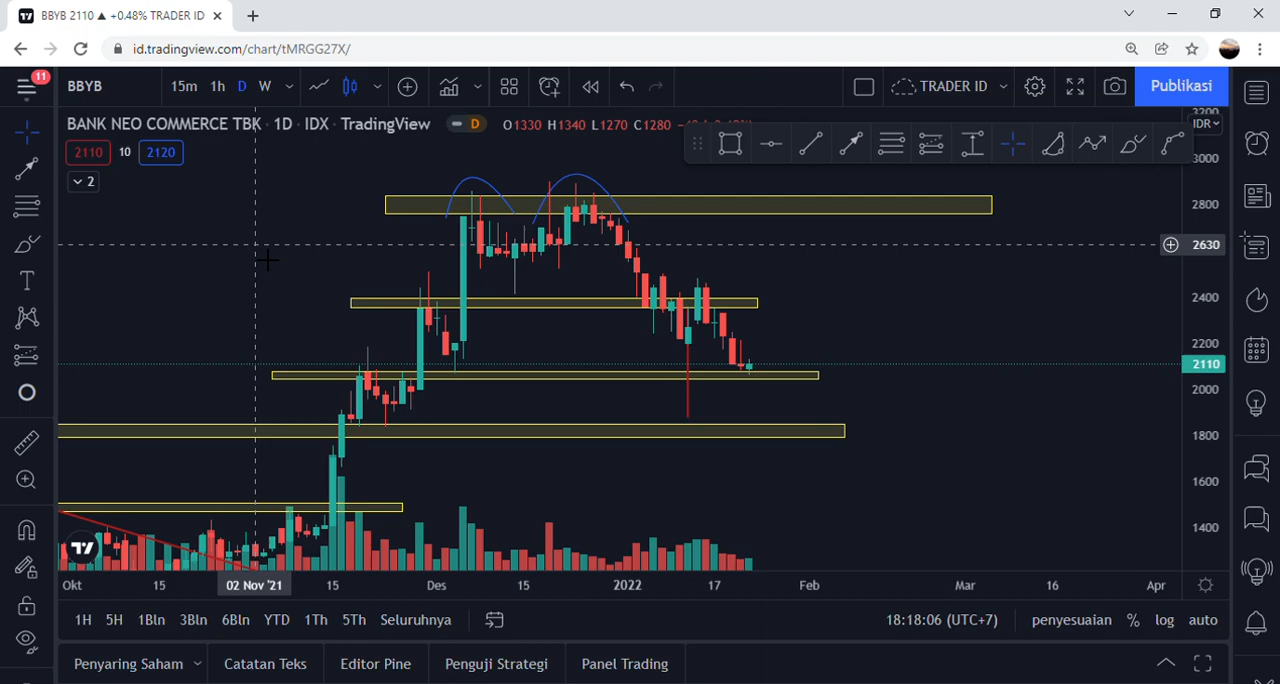 BBYB 2110 ▲ +0.48% TRADER ID
id.tradingview.com/chart/tMRGG27X/
11
BBYB 15m 1h D W TRADER ID Publikasi
BANK NEO COMMERCE TBK · 1D · IDX · TradingView D O1330 H1340 L1270 C1280
IDR
2110 10 2120
2
3000
2800
2630
2400
2200
2110
2000
1800
1600
1400
Okt 15 02 Nov '21 15 Des 15 2022 17 Feb Mar 16 Apr
1H 5H 1Bln 3Bln 6Bln YTD 1Th 5Th Seluruhnya 18:18:06 (UTC+7) penyesuaian % log auto
Penyaring Saham Catatan Teks Editor Pine Penguji Strategi Panel Trading